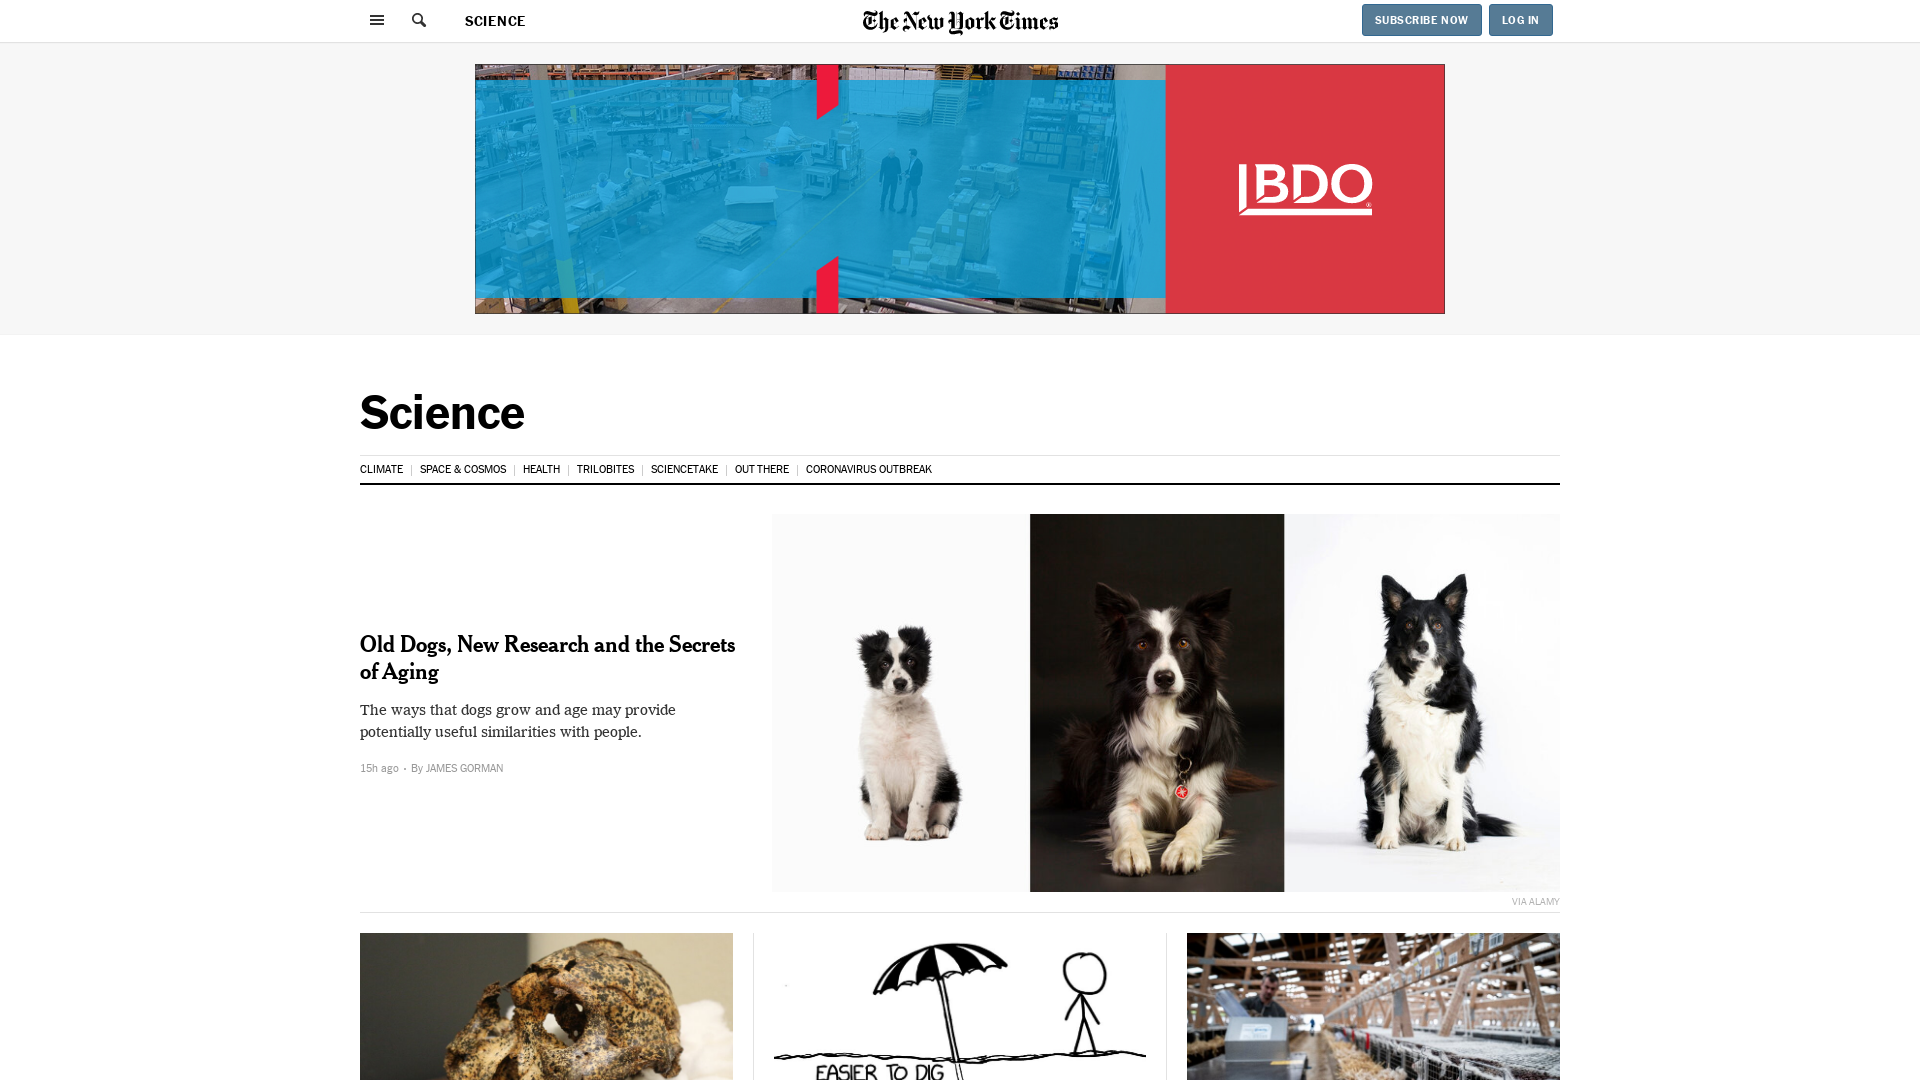 SCIENCE
The New York Times
SUBSCRIBE NOW
LOG IN
BDO
Science
CLIMATE
SPACE & COSMOS
HEALTH
TRILOBITES
SCIENCETAKE
OUT THERE
CORONAVIRUS OUTBREAK
Old Dogs, New Research and the Secrets
of Aging
The ways that dogs grow and age may provide
potentially useful similarities with people.
15h ago · By JAMES GORMAN
VIA ALAMY
EASIER TO DIG